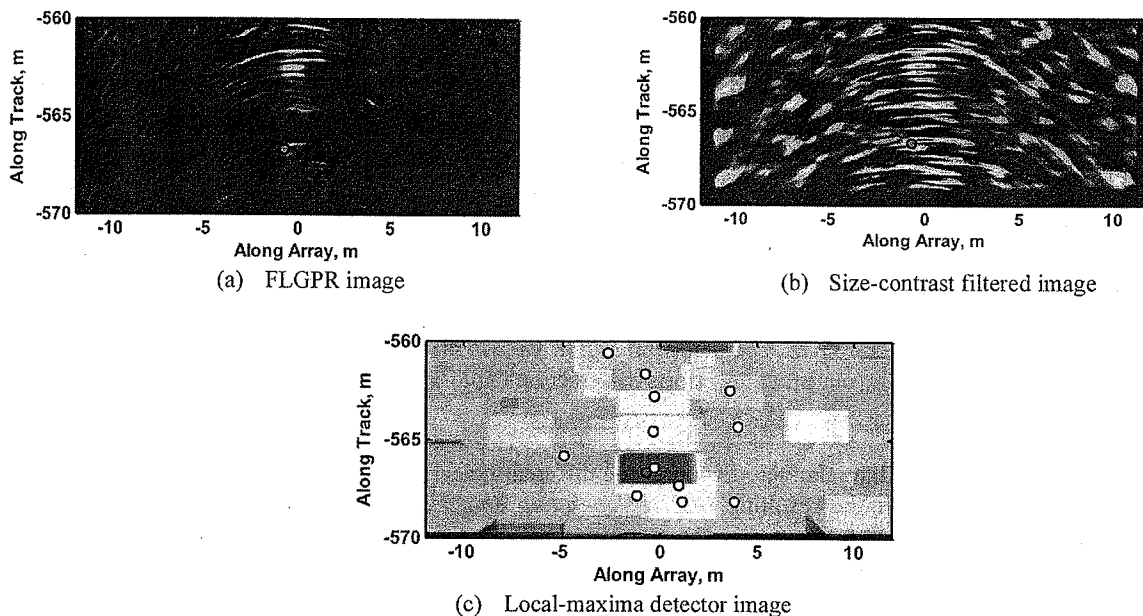 -560
-565
-570
Along Track, m
-10 -5 0 5 10
Along Array, m
(a) FLGPR image
-560
-565
-570
Along Track, m
-10 -5 0 5 10
Along Array, m
(b) Size-contrast filtered image
-560
-565
-570
Along Track, m
-10 -5 0 5 10
Along Array, m
(c) Local-maxima detector image